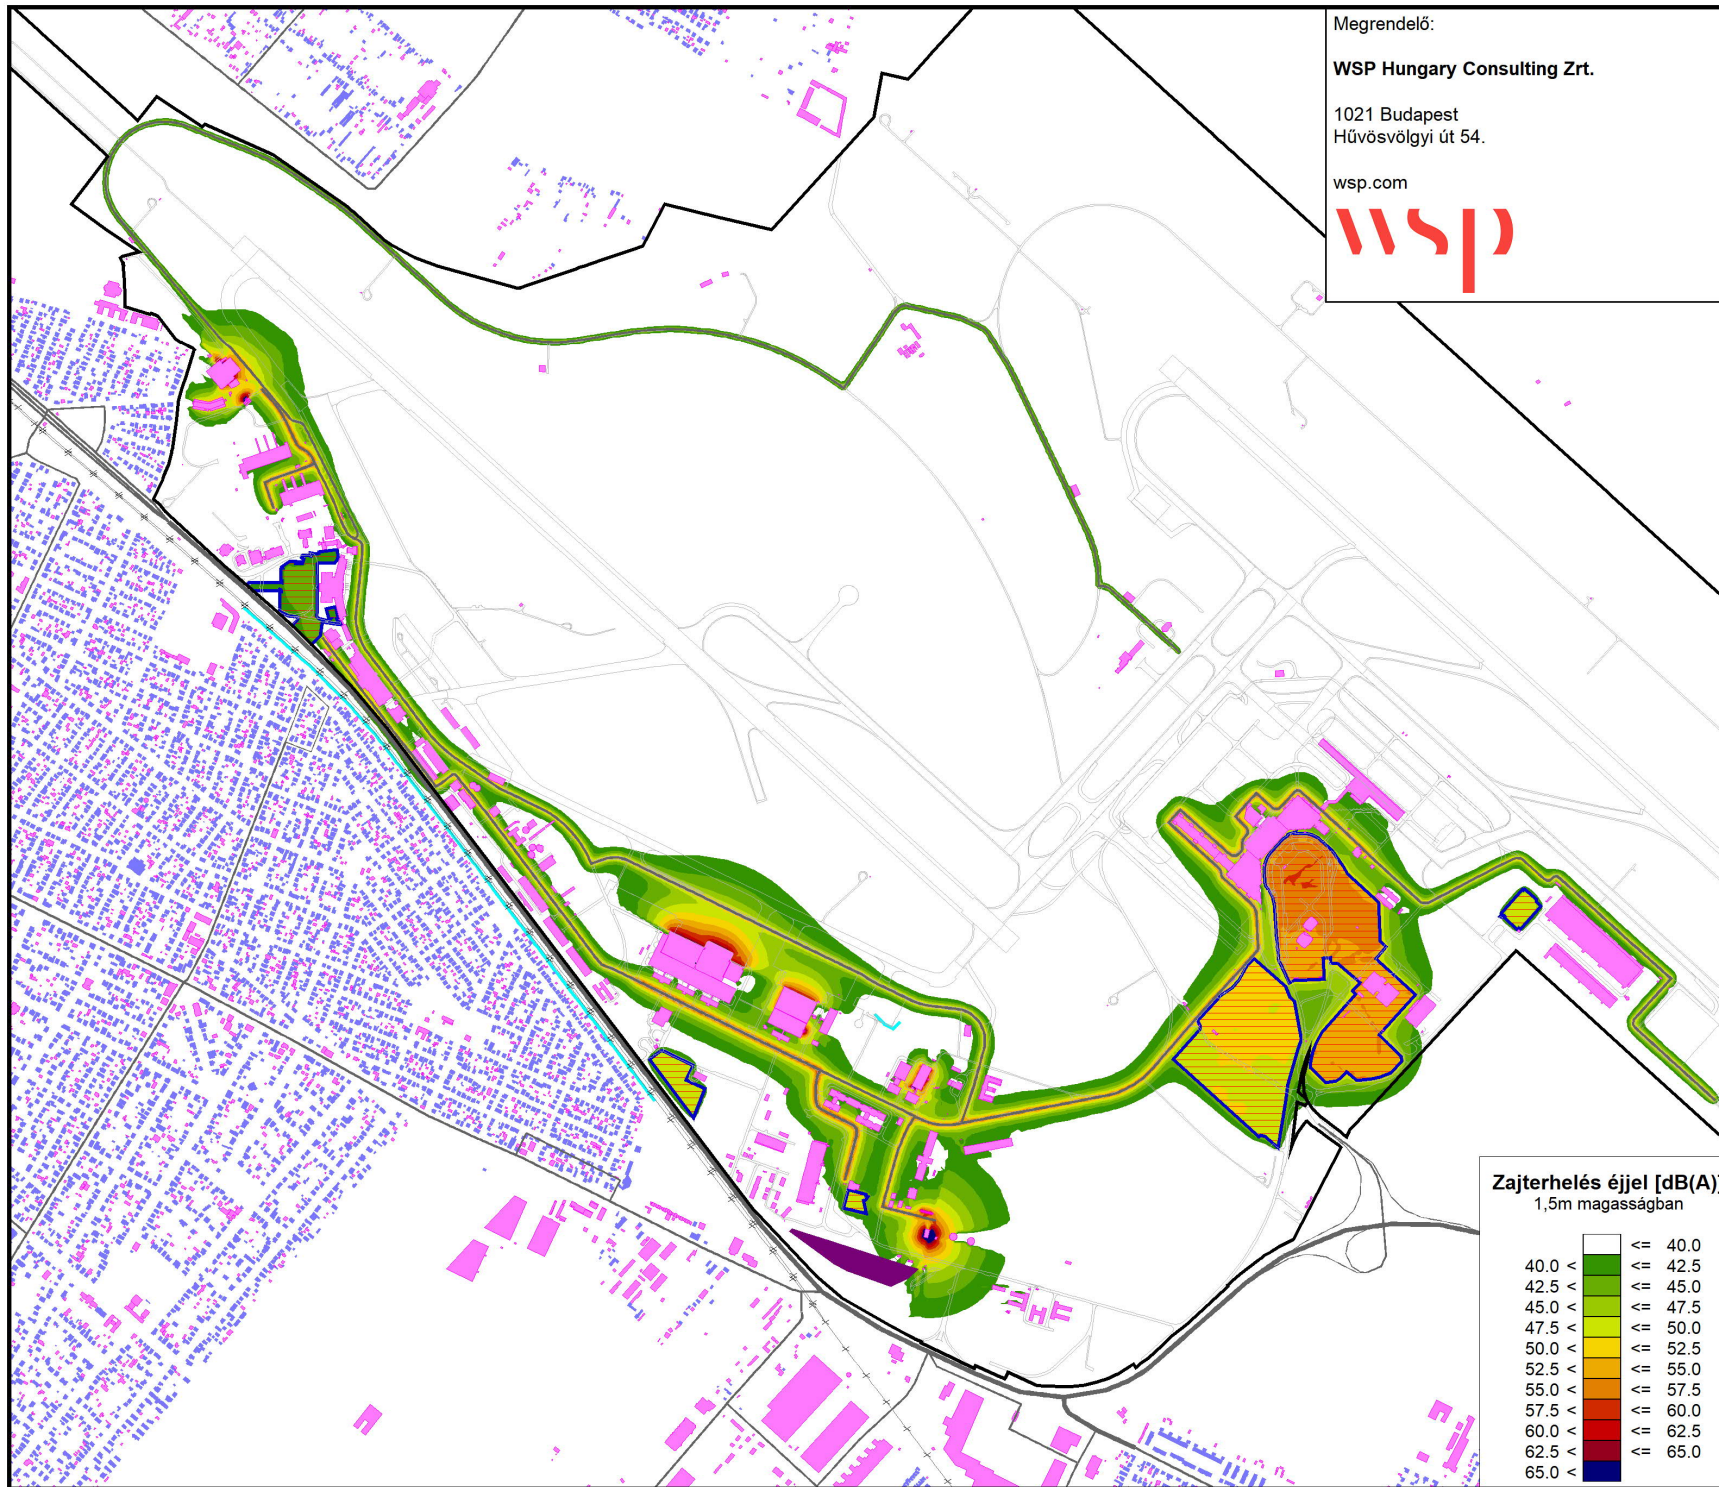 Megrendelő:
WSP Hungary Consulting Zrt.
1021 Budapest
Hűvösvölgyi út 54.
wsp.com
wsp
Zajterhelés éjjel [dB(A)]
1,5m magasságban
<= 40.0
40.0 < <= 42.5
42.5 < <= 45.0
45.0 < <= 47.5
47.5 < <= 50.0
50.0 < <= 52.5
52.5 < <= 55.0
55.0 < <= 57.5
57.5 < <= 60.0
60.0 < <= 62.5
62.5 < <= 65.0
65.0 <